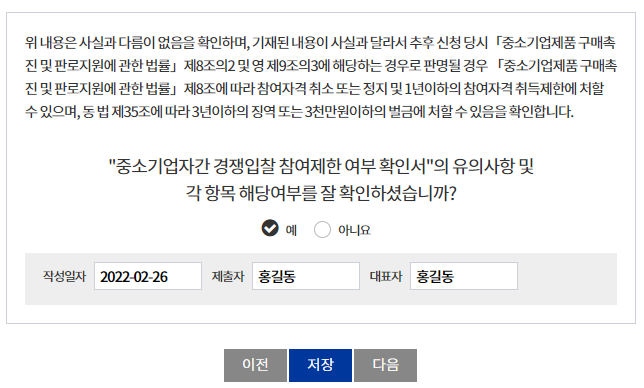 위 내용은 사실과 다름이 없음을 확인하며, 기재된 내용이 사실과 달라서 추후 신청 당시「중소기업제품 구매촉
진 및 판로지원에 관한 법률」제8조의2 및 영 제9조의3에 해당하는 경우로 판명될 경우 「중소기업제품 구매촉
진 및 판로지원에 관한 법률」제8조에 따라 참여자격 취소 또는 정지 및 1년이하의 참여자격 취득제한에 처할
수 있으며, 동 법 제35조에 따라 3년이하의 징역 또는 3천만원이하의 벌금에 처할 수 있음을 확인합니다.
"중소기업자간 경쟁입찰 참여제한 여부 확인서"의 유의사항 및
각 항목 해당여부를 잘 확인하셨습니까?
예 아니요
작성일자 2022-02-26 제출자 홍길동 대표자 홍길동
이전 저장 다음